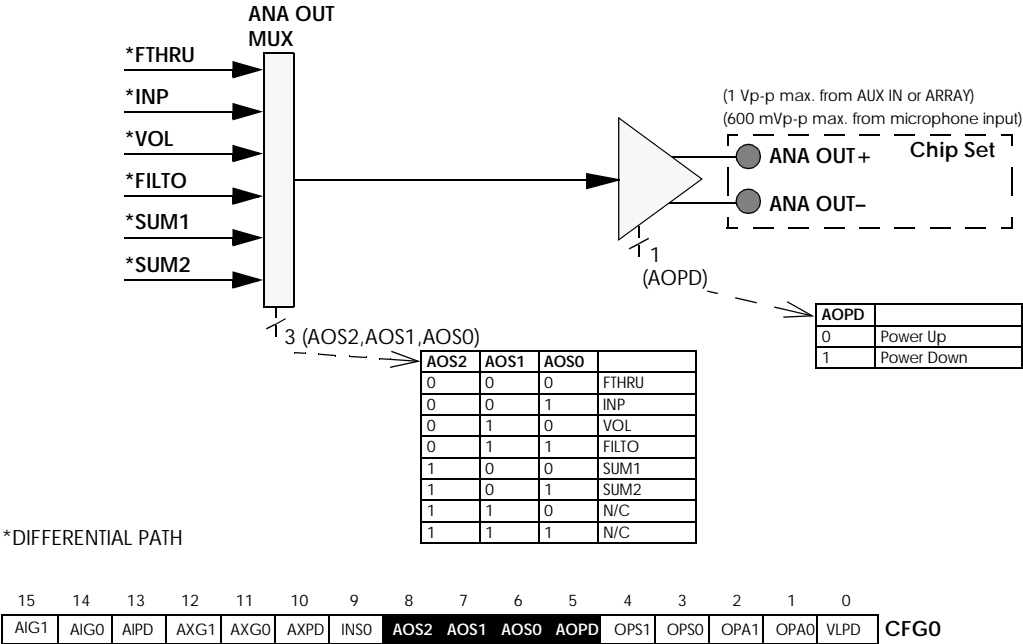 ANA OUT
MUX
*FTHRU
*INP
*VOL
*FILTO
*SUM1
*SUM2
(1 Vp-p max. from AUX IN or ARRAY)
(600 mVp-p max. from microphone input)
Chip Set
ANA OUT+
ANA OUT–
1
(AOPD)
AOPD
0 Power Up
1 Power Down
3 (AOS2,AOS1,AOS0)
AOS2 AOS1 AOS0
0 0 0 FTHRU
0 0 1 INP
0 1 0 VOL
0 1 1 FILTO
1 0 0 SUM1
1 0 1 SUM2
1 1 0 N/C
1 1 1 N/C
*DIFFERENTIAL PATH
15 14 13 12 11 10 9 8 7 6 5 4 3 2 1 0
AIG1 AIG0 AIPD AXG1 AXG0 AXPD INS0 AOS2 AOS1 AOS0 AOPD OPS1 OPS0 OPA1 OPA0 VLPD CFG0